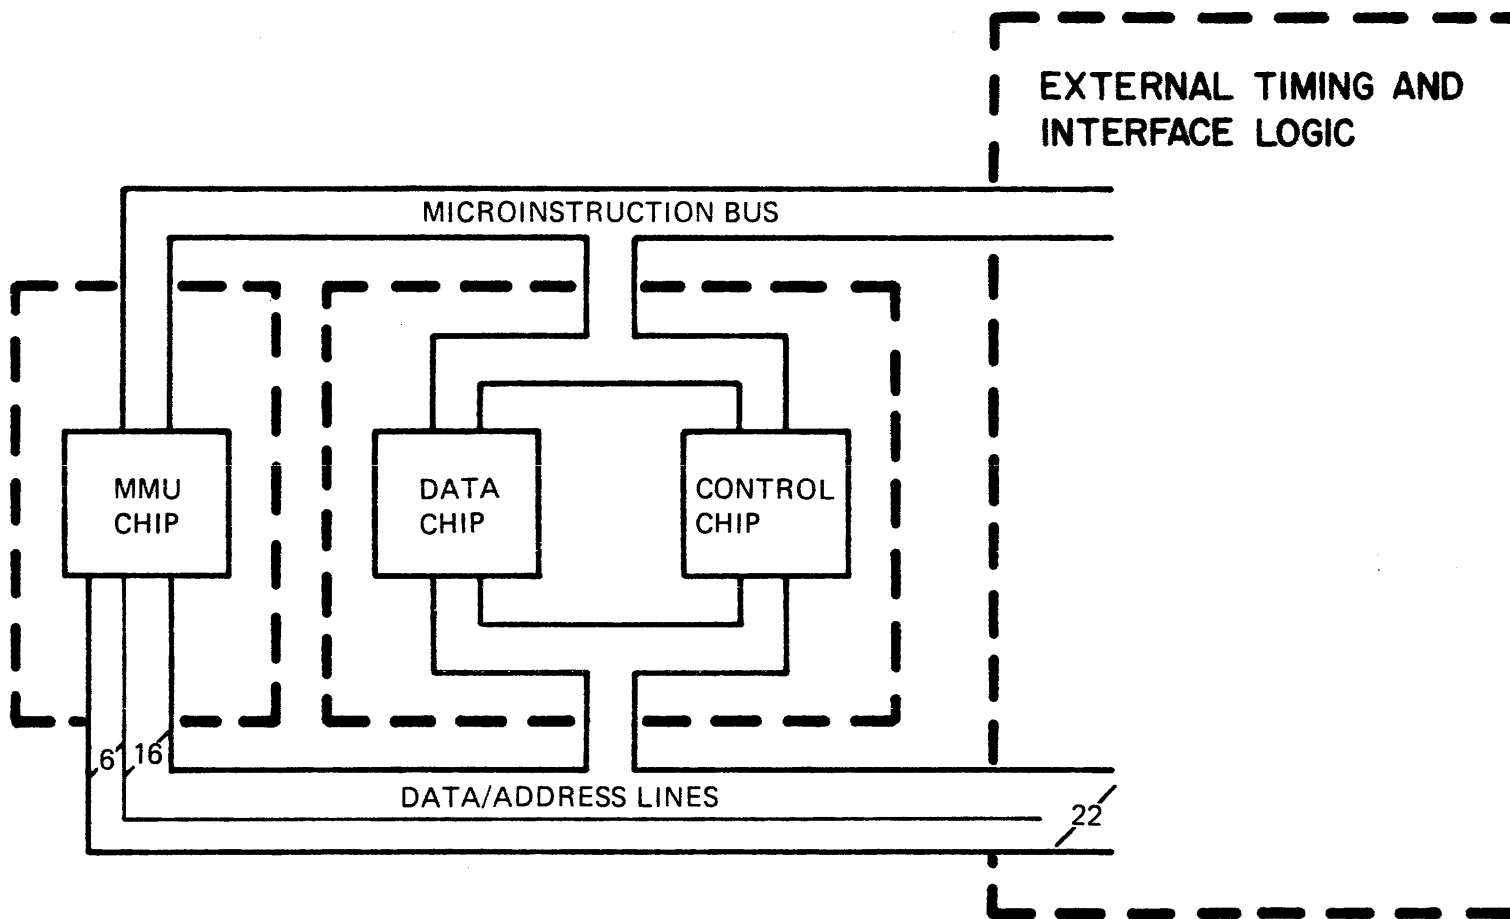 EXTERNAL TIMING AND
INTERFACE LOGIC
MICROINSTRUCTION BUS
MMU
CHIP
DATA
CHIP
CONTROL
CHIP
6
16
DATA/ADDRESS LINES
22